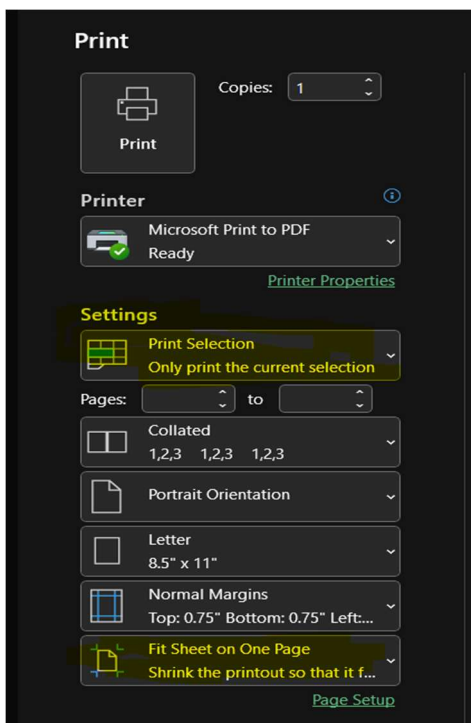 Print
Copies: 1
Print
Printer
Microsoft Print to PDF
Ready
Printer Properties
Settings
Print Selection
Only print the current selection
Pages: to
Collated
1,2,3 1,2,3 1,2,3
Portrait Orientation
Letter
8.5" x 11"
Normal Margins
Top: 0.75" Bottom: 0.75" Left:...
Fit Sheet on One Page
Shrink the printout so that it f...
Page Setup